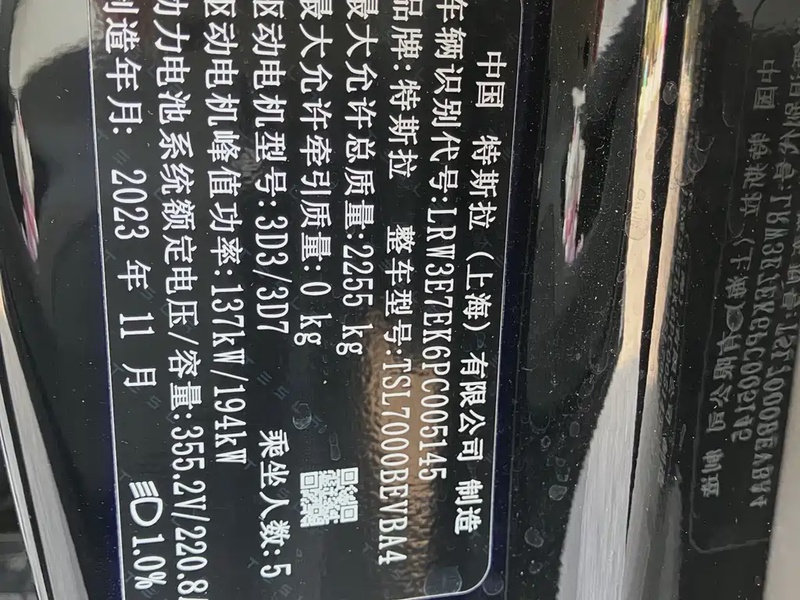 中国 特斯拉（上海）有限公司 制造
车辆识别代号:LRW3E7EK6PC005145
品牌:特斯拉 整车型号:TSL7000BEVBA4
最大允许总质量:2255 kg
最大允许牵引质量:0 kg
驱动电机型号:3D3/3D7 乘坐人数:5
驱动电机峰值功率:137kW/194kW
动力电池系统额定电压/容量:355.2V/220.8
制造年月: 2023 年 11 月 1.0%